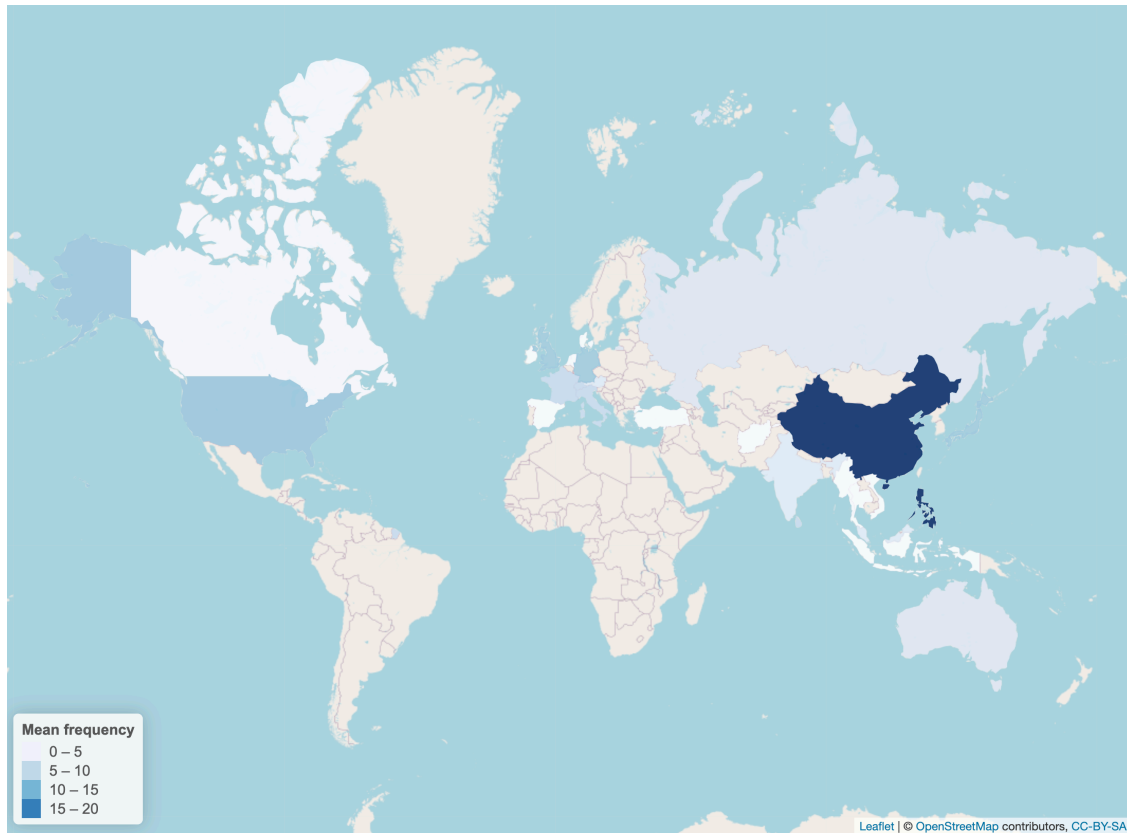 Mean frequency
0 – 5
5 – 10
10 – 15
15 – 20
Leaflet | © OpenStreetMap contributors, CC-BY-SA